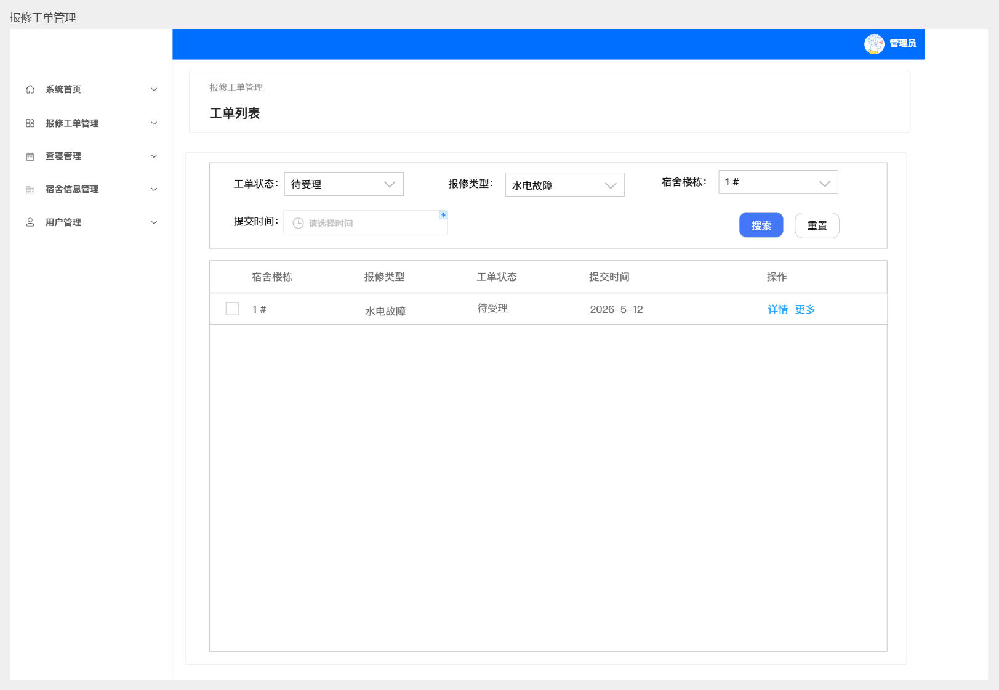 报修工单管理
管理员
系统首页
报修工单管理
查寝管理
宿舍信息管理
用户管理
报修工单管理
工单列表
工单状态： 待受理 报修类型： 水电故障 宿舍楼栋： 1 #
提交时间： 请选择时间 搜索 重置
宿舍楼栋 报修类型 工单状态 提交时间 操作
1 # 水电故障 待受理 2026-5-12 详情 更多